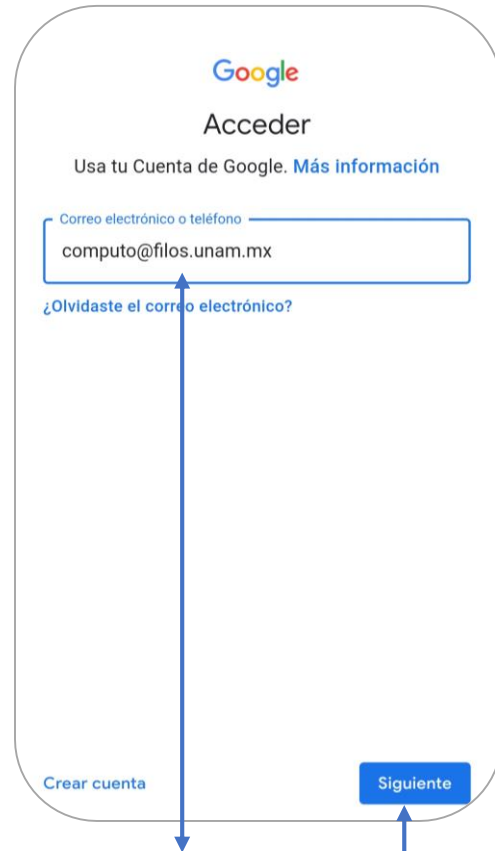 Google
Acceder
Usa tu Cuenta de Google. Más información
Correo electrónico o teléfono
computo@filos.unam.mx
¿Olvidaste el correo electrónico?
Crear cuenta
Siguiente